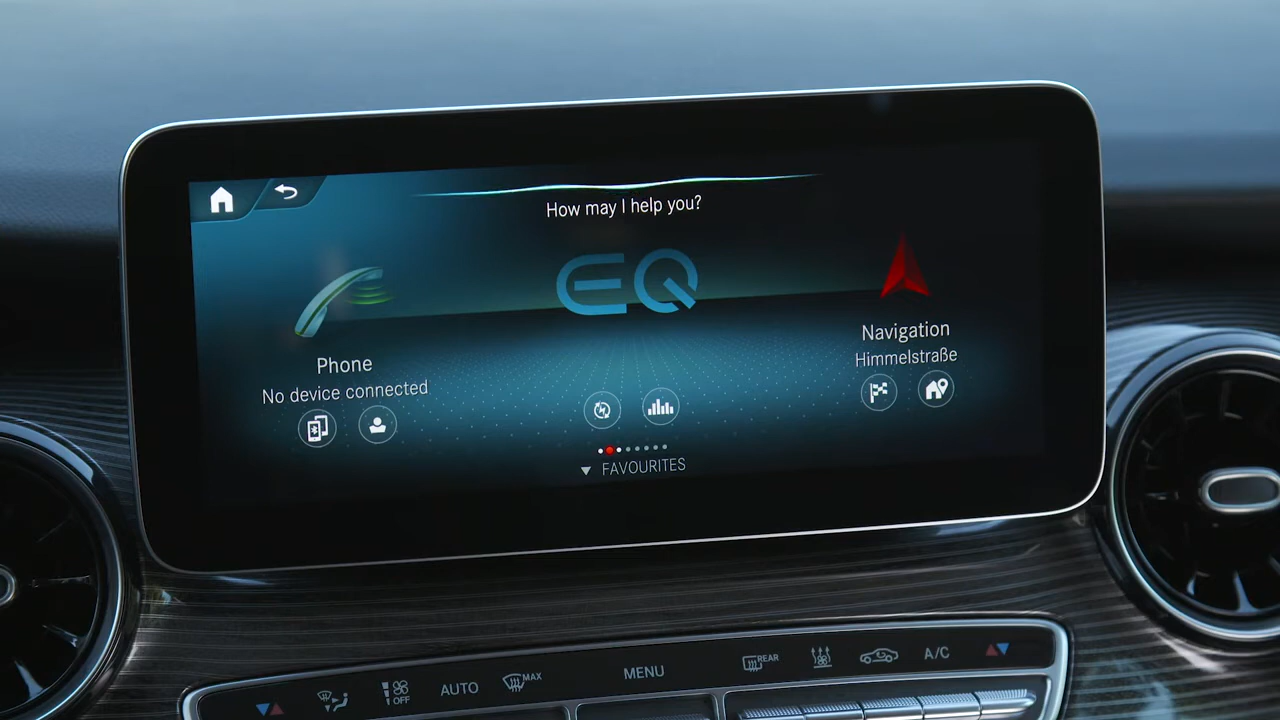 How may I help you?
EQ
Phone
No device connected
Navigation
Himmelstraße
FAVOURITES
OFF
AUTO
MAX
MENU
REAR
A/C